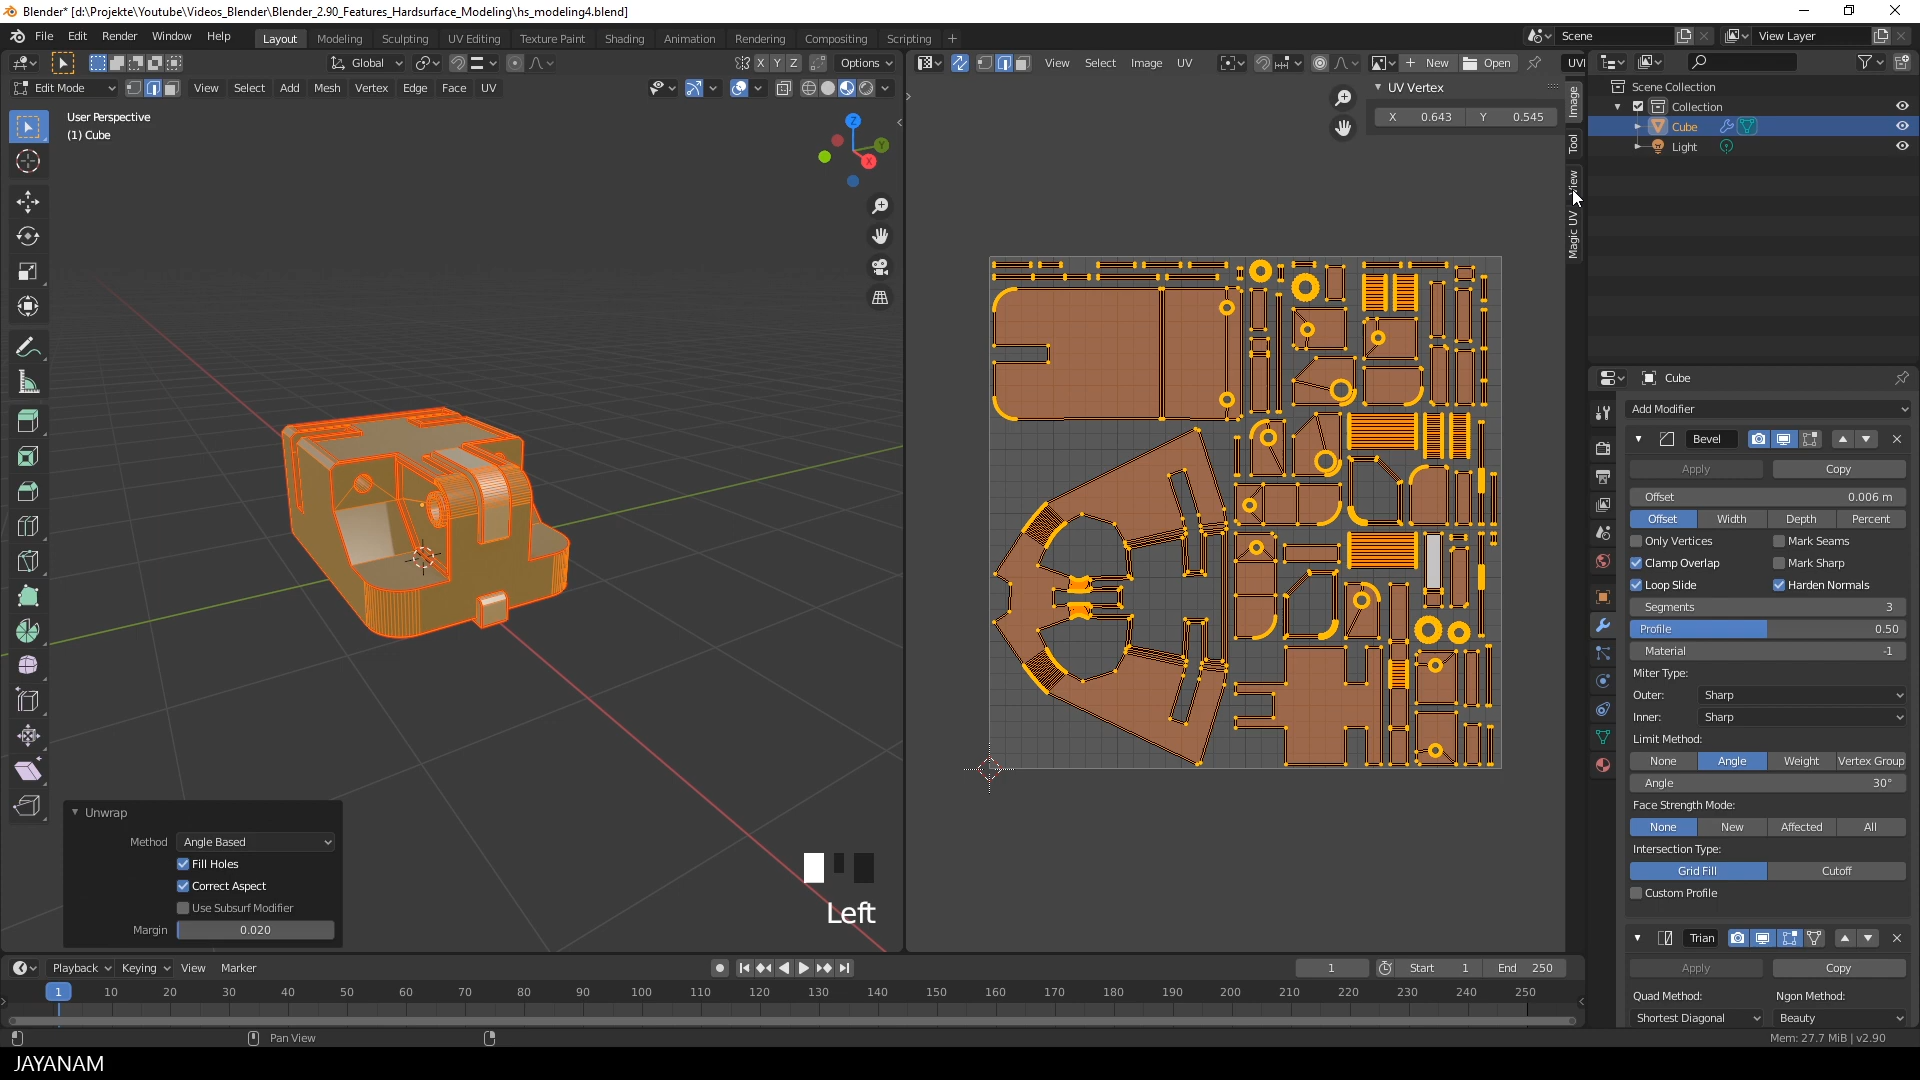 Blender* [d:\Projekte\Youtube\Videos_Blender\Blender_2.90_Features_Hardsurface_Modeling\hs_modeling4.blend]
File Edit Render Window Help Layout Modeling Sculpting UV Editing Texture Paint Shading Animation Rendering Compositing Scripting + Scene View Layer
Global X Y Z Options View Select Image UV New Open UVI
Edit Mode View Select Add Mesh Vertex Edge Face UV
User Perspective
(1) Cube
Z
Y
X
UV Vertex
X 0.643 Y 0.545
Image
Tool
View
Magic UV
Scene Collection
Collection
Cube
Light
Cube
Add Modifier
Bevel
Apply Copy
Offset 0.006 m
Offset Width Depth Percent
Only Vertices Mark Seams
Clamp Overlap Mark Sharp
Loop Slide Harden Normals
Segments 3
Profile 0.50
Material -1
Miter Type:
Outer: Sharp
Inner: Sharp
Limit Method:
None Angle Weight Vertex Group
Angle 30°
Face Strength Mode:
None New Affected All
Intersection Type:
Grid Fill Cutoff
Custom Profile
Trian
Apply Copy
Quad Method: Ngon Method:
Shortest Diagonal Beauty
Unwrap
Method Angle Based
Fill Holes
Correct Aspect
Use Subsurf Modifier
Margin 0.020
Left
Playback Keying View Marker 1 Start 1 End 250
1 10 20 30 40 50 60 70 80 90 100 110 120 130 140 150 160 170 180 190 200 210 220 230 240 250
Pan View Mem: 27.7 MiB | v2.90
JAYANAM